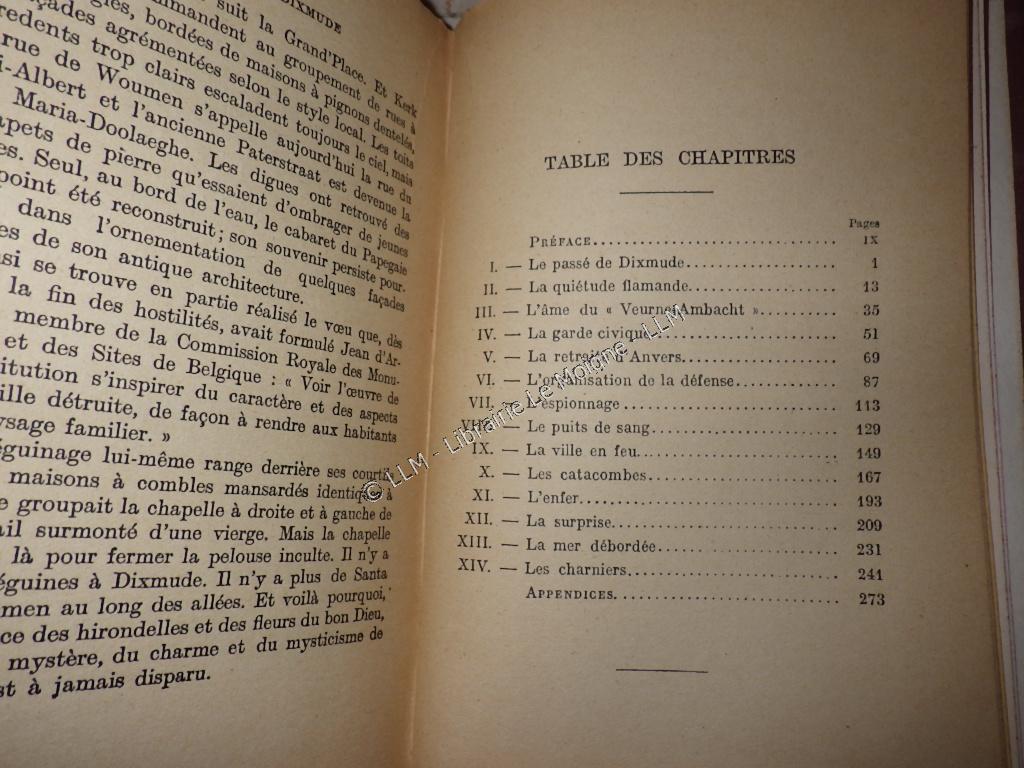 DIXMUDE
suit la Grand'Place. Et Kerk
mmandent au groupement de rues à
bordées de maisons à pignons dentelés,
agrémentées selon le style local. Les toits
redents trop clairs escaladent toujours le ciel, mais
rue de Woumen s'appelle aujourd'hui la rue du
i-Albert et l'ancienne Paterstraat est devenue la
Maria-Doolaeghe. Les digues ont retrouvé des
apets de pierre qu'essaient d'ombrager de jeunes
es. Seul, au bord de l'eau, le cabaret du Papegaie
point été reconstruit; son souvenir persiste pour-
dans l'ornementation de quelques façades
es de son antique architecture.
si se trouve en partie réalisé le vœu que, dès
la fin des hostilités, avait formulé Jean d'Ar-
membre de la Commission Royale des Monu-
et des Sites de Belgique : « Voir l'œuvre de
titution s'inspirer du caractère et des aspects
ille détruite, de façon à rendre aux habitants
ysage familier. »
éguinage lui-même range derrière ses courtil
maisons à combles mansardés identiques à
e groupait la chapelle à droite et à gauche de
ail surmonté d'une vierge. Mais la chapelle
là pour fermer la pelouse inculte. Il n'y a
éguines à Dixmude. Il n'y a plus de Santa
men au long des allées. Et voilà pourquoi,
ce des hirondelles et des fleurs du bon Dieu,
mystère, du charme et du mysticisme de
st à jamais disparu.
TABLE DES CHAPITRES
Pages
PRÉFACE................................ IX
I. — Le passé de Dixmude................... 1
II. — La quiétude flamande.................. 13
III. — L'âme du « Veurne-Ambacht »........... 35
IV. — La garde civique...................... 51
V. — La retraite d'Anvers.................. 69
VI. — L'organisation de la défense............ 87
VII. — L'espionnage......................... 113
VIII. — Le puits de sang..................... 129
IX. — La ville en feu....................... 149
X. — Les catacombes....................... 167
XI. — L'enfer.............................. 193
XII. — La surprise.......................... 209
XIII. — La mer débordée...................... 231
XIV. — Les charniers........................ 241
APPENDICES........................... 273
© LLM - Librairie Le Moigne - LLM